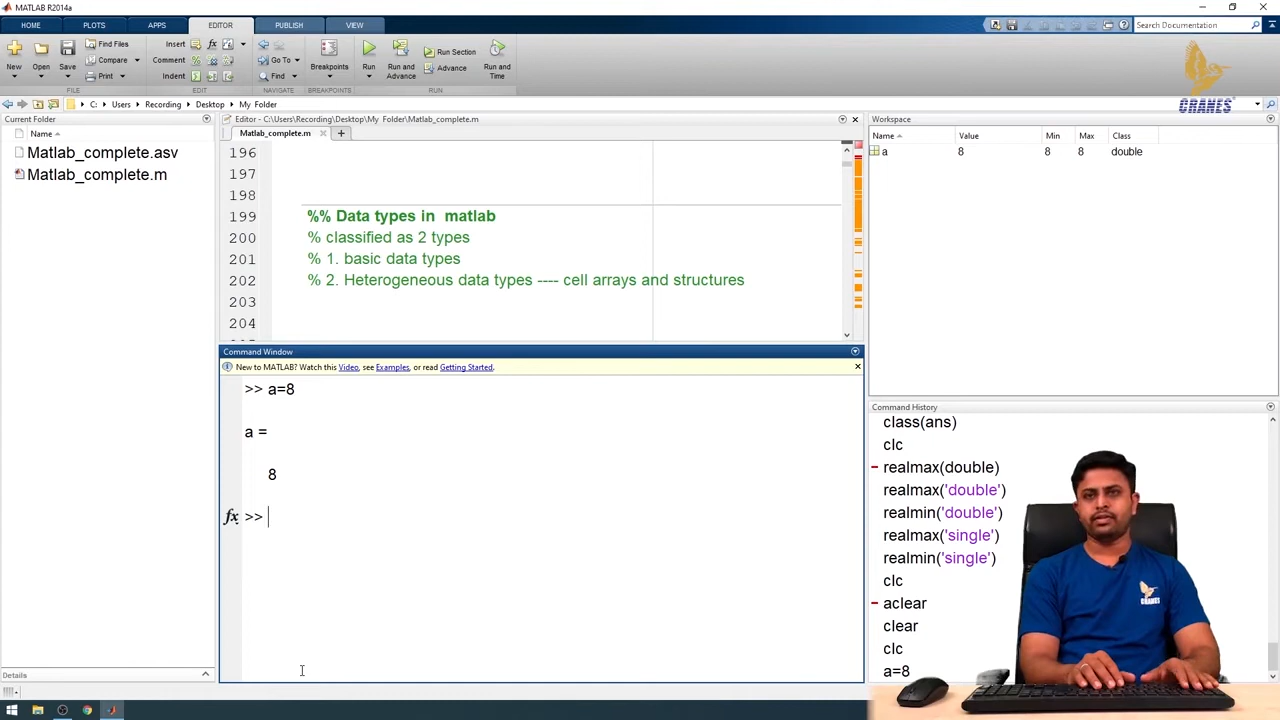 MATLAB R2014a
HOME PLOTS APPS EDITOR PUBLISH VIEW
Search Documentation
New Open Save Find Files Compare Print
Insert fx
Comment
Indent
Go To
Find
Breakpoints Run Run and Advance Run Section Advance Run and Time
FILE EDIT NAVIGATE BREAKPOINTS RUN
CRANES
C: Users Recording Desktop My Folder
Current Folder
Name
Matlab_complete.asv
Matlab_complete.m
Details
Editor - C:\Users\Recording\Desktop\My Folder\Matlab_complete.m
Matlab_complete.m
196
197
198
199 %% Data types in matlab
200 % classified as 2 types
201 % 1. basic data types
202 % 2. Heterogeneous data types ---- cell arrays and structures
203
204
Command Window
New to MATLAB? Watch this Video, see Examples, or read Getting Started.
>> a=8
a =
8
fx >>
Workspace
Name Value Min Max Class
a 8 8 8 double
Command History
class(ans)
clc
realmax(double)
realmax('double')
realmin('double')
realmax('single')
realmin('single')
clc
aclear
clear
clc
a=8
CRANES